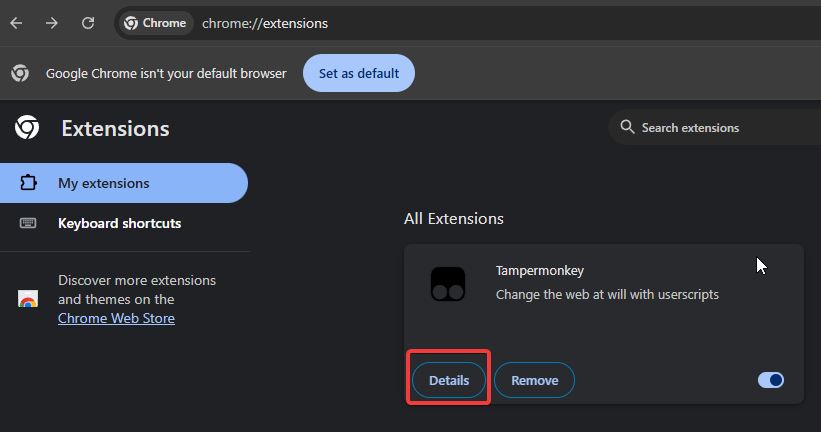 Chrome
chrome://extensions
Google Chrome isn't your default browser
Set as default
Extensions
Search extensions
My extensions
Keyboard shortcuts
Discover more extensions
and themes on the
Chrome Web Store
All Extensions
Tampermonkey
Change the web at will with userscripts
Details
Remove